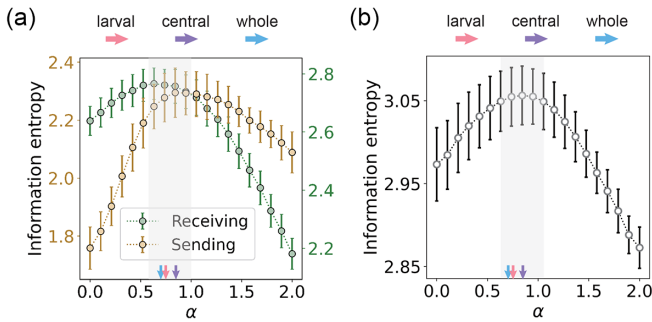 (a)
larval central whole
Information entropy
2.4
2.2
2.0
1.8
2.8
2.6
2.4
2.2
Receiving
Sending
0.0 0.5 1.0 1.5 2.0
α
(b)
larval central whole
Information entropy
3.05
2.95
2.85
0.0 0.5 1.0 1.5 2.0
α